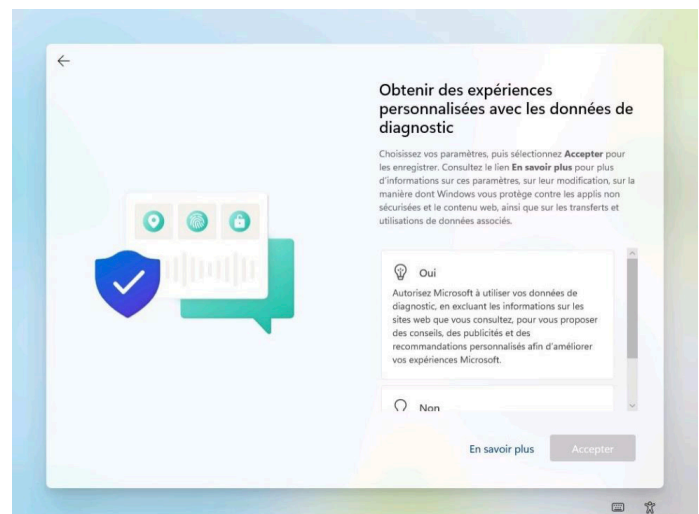 Obtenir des expériences
personnalisées avec les données de
diagnostic
Choisissez vos paramètres, puis sélectionnez Accepter pour
les enregistrer. Consultez le lien En savoir plus pour plus
d'informations sur ces paramètres, sur leur modification, sur la
manière dont Windows vous protège contre les applis non
sécurisées et le contenu web, ainsi que sur les transferts et
utilisations de données associés.
Oui
Autorisez Microsoft à utiliser vos données de
diagnostic, en excluant les informations sur les
sites web que vous consultez, pour vous proposer
des conseils, des publicités et des
recommandations personnalisés afin d'améliorer
vos expériences Microsoft.
Non
En savoir plus
Accepter